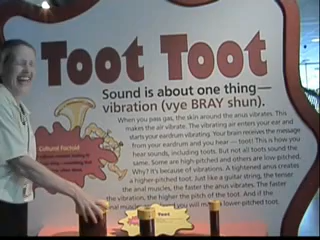 Toot Toot
Sound is about one thing—
vibration (vye BRAY shun).
When you pass gas, the skin around the anus vibrates. This
makes the air vibrate. The vibrating air enters your ear and
starts your eardrum vibrating. Your brain receives the message
from your eardrum and you hear — toot! This is how you
hear sounds, including toots. But not all toots sound the
same. Some are high-pitched and others are low-pitched.
Why? It's because of vibrations. A tightened anus creates
a higher-pitched toot. Just like a guitar string, the tenser
the anal muscles, the faster the anus vibrates. The faster
the vibration, the higher the pitch of the toot. And if the
anal muscles you will make a lower-pitched toot.
Cultural Factoid
Toot